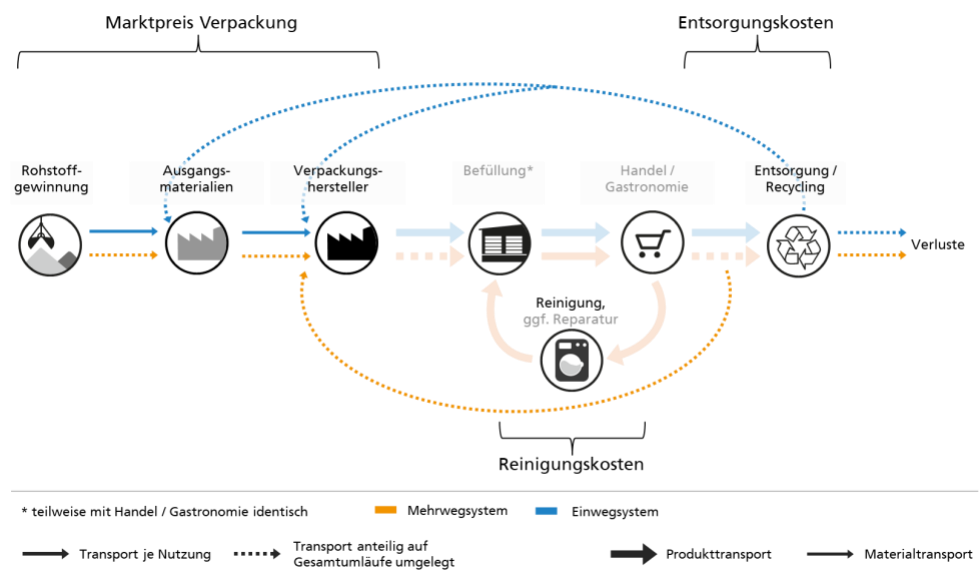 Marktpreis Verpackung
Entsorgungskosten
Rohstoff-
gewinnung
Ausgangs-
materialien
Verpackungs-
hersteller
Befüllung*
Handel /
Gastronomie
Entsorgung /
Recycling
Verluste
Reinigung,
ggf. Reparatur
Reinigungskosten
* teilweise mit Handel / Gastronomie identisch
Mehrwegsystem
Einwegsystem
Transport je Nutzung
Transport anteilig auf
Gesamtumläufe umgelegt
Produkttransport
Materialtransport